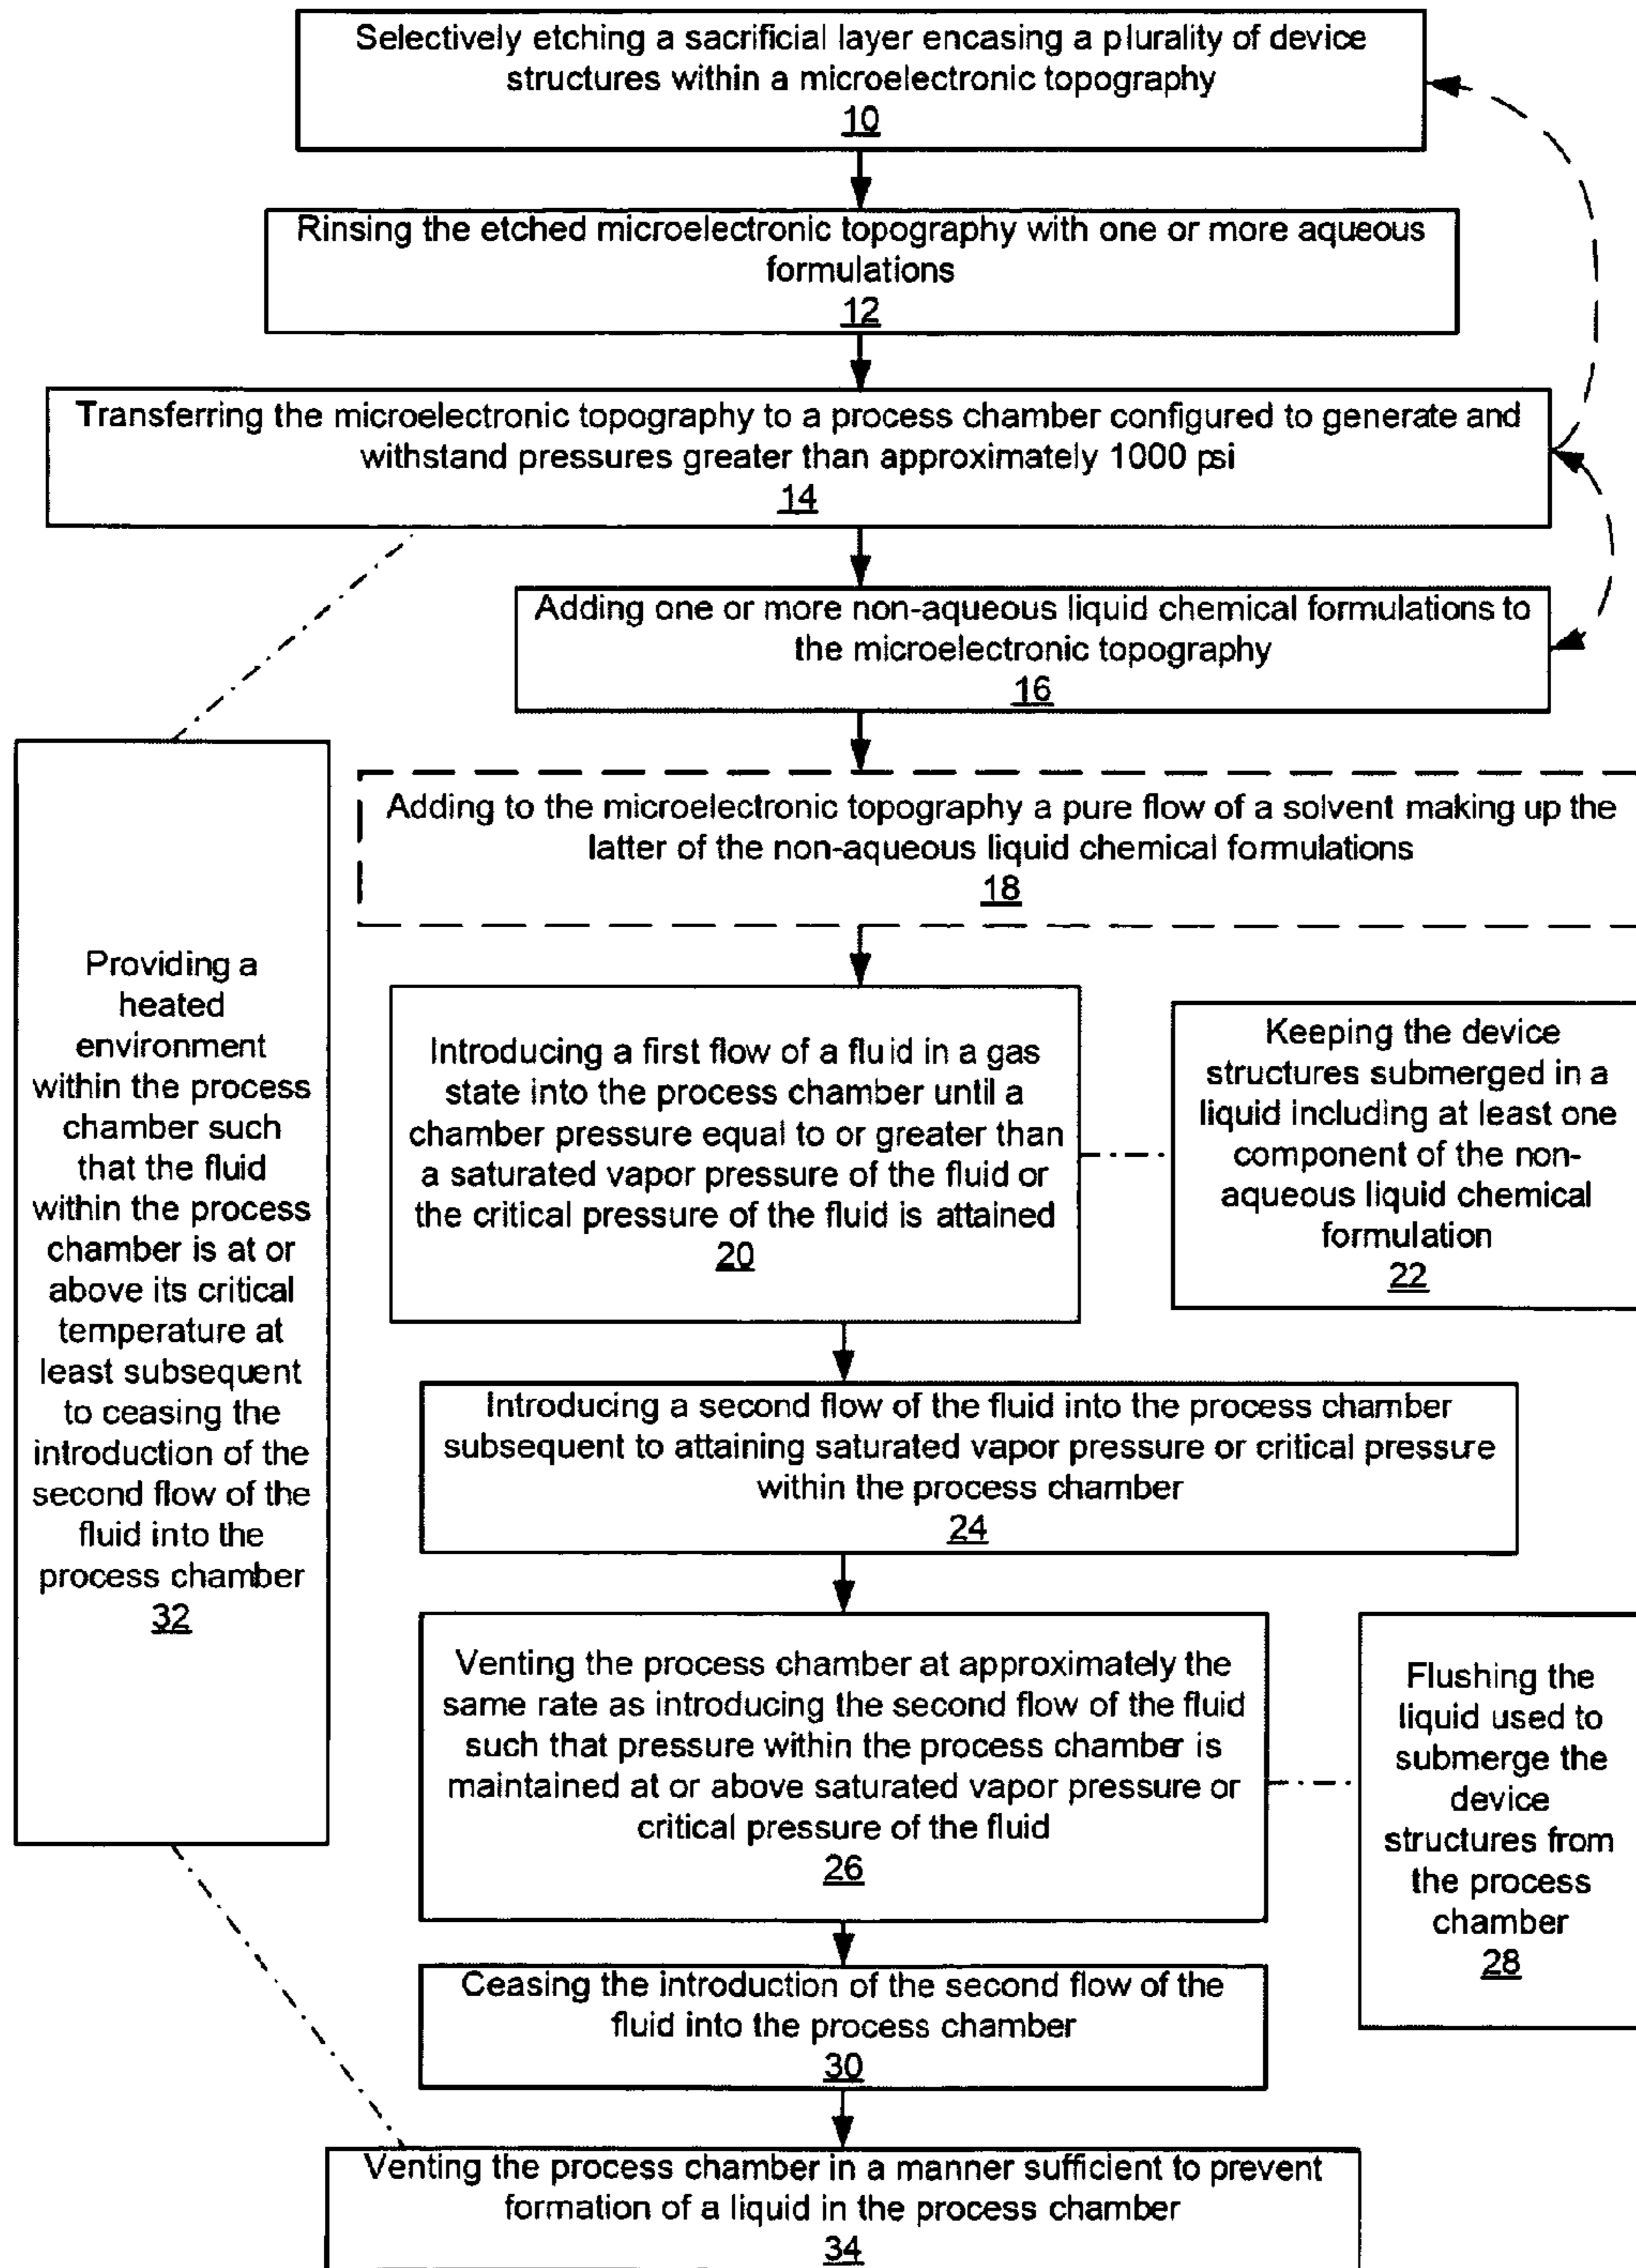 Selectively etching a sacrificial layer encasing a plurality of device
structures within a microelectronic topography
10
Rinsing the etched microelectronic topography with one or more aqueous
formulations
12
Transferring the microelectronic topography to a process chamber configured to generate and
withstand pressures greater than approximately 1000 psi
14
Adding one or more non-aqueous liquid chemical formulations to
the microelectronic topography
16
Adding to the microelectronic topography a pure flow of a solvent making up the
latter of the non-aqueous liquid chemical formulations
18
Providing a
heated
environment
within the process
chamber such
that the fluid
within the process
chamber is at or
above its critical
temperature at
least subsequent
to ceasing the
introduction of the
second flow of the
fluid into the
process chamber
32
Introducing a first flow of a fluid in a gas
state into the process chamber until a
chamber pressure equal to or greater than
a saturated vapor pressure of the fluid or
the critical pressure of the fluid is attained
20
Keeping the device
structures submerged in a
liquid including at least one
component of the non-
aqueous liquid chemical
formulation
22
Introducing a second flow of the fluid into the process chamber
subsequent to attaining saturated vapor pressure or critical pressure
within the process chamber
24
Venting the process chamber at approximately the
same rate as introducing the second flow of the fluid
such that pressure within the process chamber is
maintained at or above saturated vapor pressure or
critical pressure of the fluid
26
Flushing the
liquid used to
submerge the
device
structures from
the process
chamber
28
Ceasing the introduction of the second flow of the
fluid into the process chamber
30
Venting the process chamber in a manner sufficient to prevent
formation of a liquid in the process chamber
34